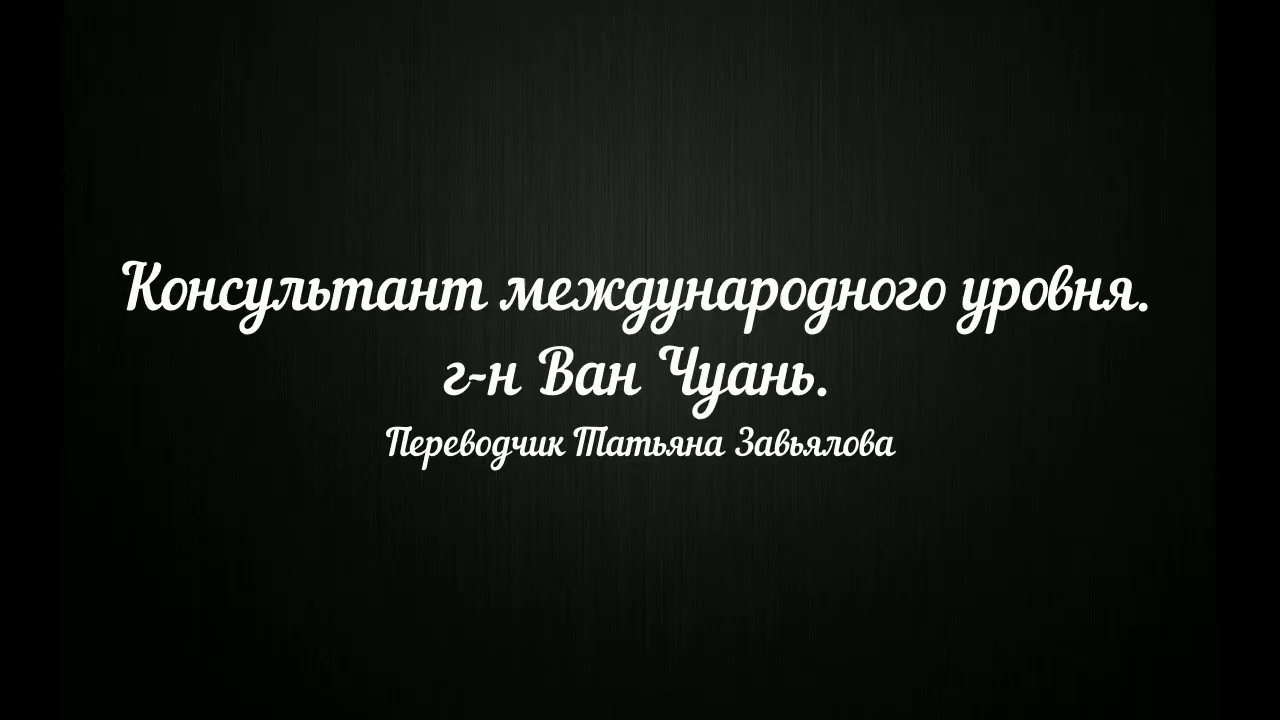 Консультант международного уровня.
г-н Ван Чуань.
Переводчик Татьяна Завьялова